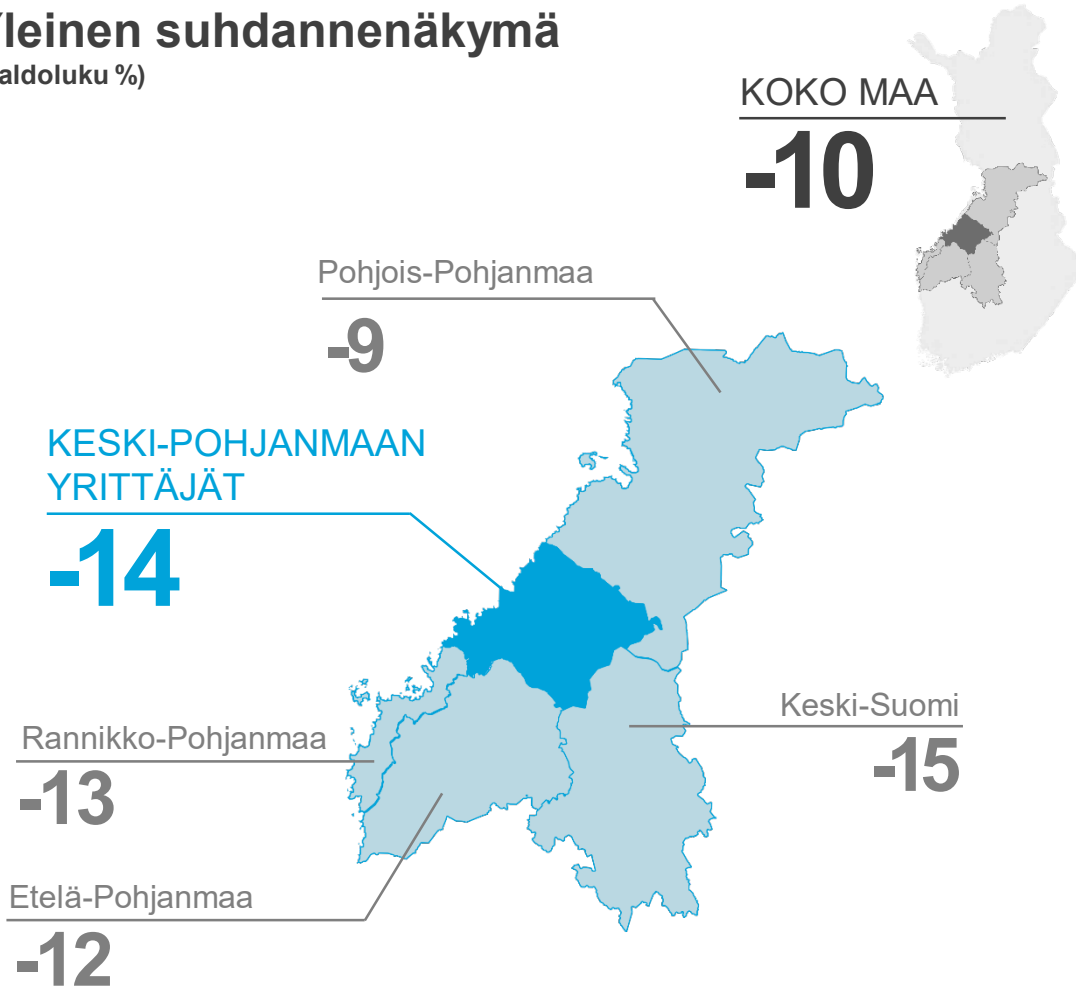 Yleinen suhdannenäkymä
aldoluku %)
KOKO MAA
-10
Pohjois-Pohjanmaa
-9
KESKI-POHJANMAAN
YRITTÄJÄT
-14
Keski-Suomi
-15
Rannikko-Pohjanmaa
-13
Etelä-Pohjanmaa
-12